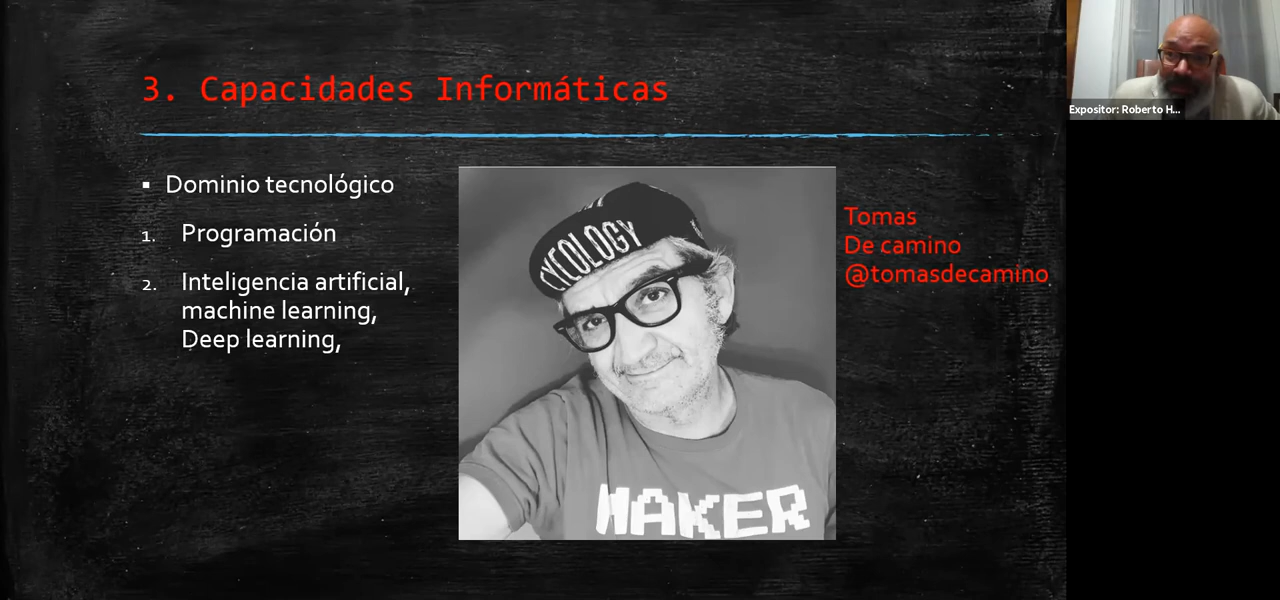 3. Capacidades Informáticas
▪ Dominio tecnológico
1. Programación
2. Inteligencia artificial,
machine learning,
Deep learning,
CYCOLOGY
MAKER
Tomas
De camino
@tomasdecamino
Expositor: Roberto H...